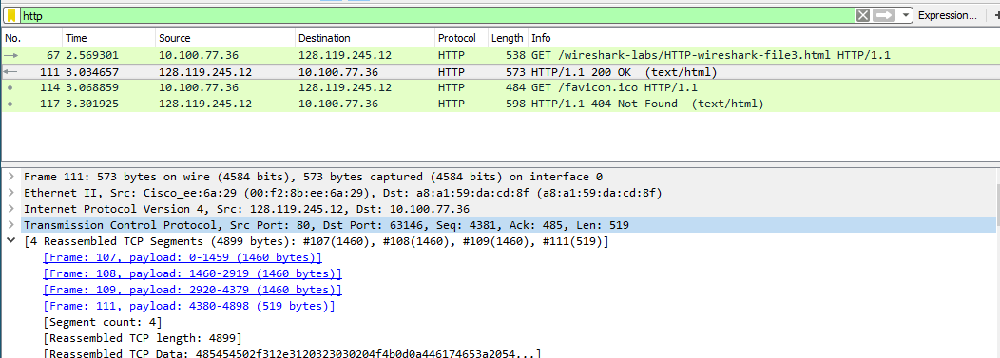 http Expression... +
No. Time Source Destination Protocol Length Info
67 2.569301 10.100.77.36 128.119.245.12 HTTP 538 GET /wireshark-labs/HTTP-wireshark-file3.html HTTP/1.1
111 3.034657 128.119.245.12 10.100.77.36 HTTP 573 HTTP/1.1 200 OK (text/html)
114 3.068859 10.100.77.36 128.119.245.12 HTTP 484 GET /favicon.ico HTTP/1.1
117 3.301925 128.119.245.12 10.100.77.36 HTTP 598 HTTP/1.1 404 Not Found (text/html)
Frame 111: 573 bytes on wire (4584 bits), 573 bytes captured (4584 bits) on interface 0
Ethernet II, Src: Cisco_ee:6a:29 (00:f2:8b:ee:6a:29), Dst: a8:a1:59:da:cd:8f (a8:a1:59:da:cd:8f)
Internet Protocol Version 4, Src: 128.119.245.12, Dst: 10.100.77.36
Transmission Control Protocol, Src Port: 80, Dst Port: 63146, Seq: 4381, Ack: 485, Len: 519
[4 Reassembled TCP Segments (4899 bytes): #107(1460), #108(1460), #109(1460), #111(519)]
[Frame: 107, payload: 0-1459 (1460 bytes)]
[Frame: 108, payload: 1460-2919 (1460 bytes)]
[Frame: 109, payload: 2920-4379 (1460 bytes)]
[Frame: 111, payload: 4380-4898 (519 bytes)]
[Segment count: 4]
[Reassembled TCP length: 4899]
[Reassembled TCP Data: 485454502f312e3120323030204f4b0d0a446174653a2054...]